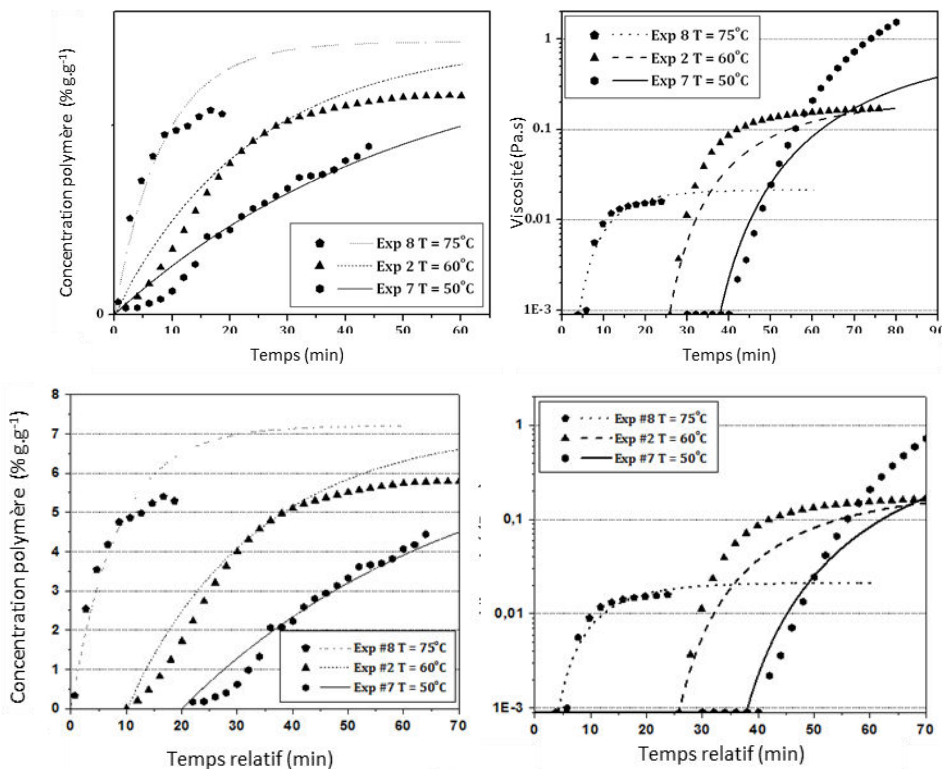 Concentration polymère (% g.g⁻¹)
0
0 10 20 30 40 50 60
Temps (min)
Exp 8 T = 75°C
Exp 2 T = 60°C
Exp 7 T = 50°C
Viscosité (Pa.s)
1
0.1
0.01
1E-3
0 10 20 30 40 50 60 70 80 90
Temps (min)
Exp 8 T = 75°C
Exp 2 T = 60°C
Exp 7 T = 50°C
Concentration polymère (% g.g⁻¹)
8
7
6
5
4
3
2
1
0
0 10 20 30 40 50 60 70
Temps relatif (min)
Exp #8 T = 75°C
Exp #2 T = 60°C
Exp #7 T = 50°C
1
0,1
0,01
1E-3
0 10 20 30 40 50 60 70
Temps relatif (min)
Exp #8 T = 75°C
Exp #2 T = 60°C
Exp #7 T = 50°C